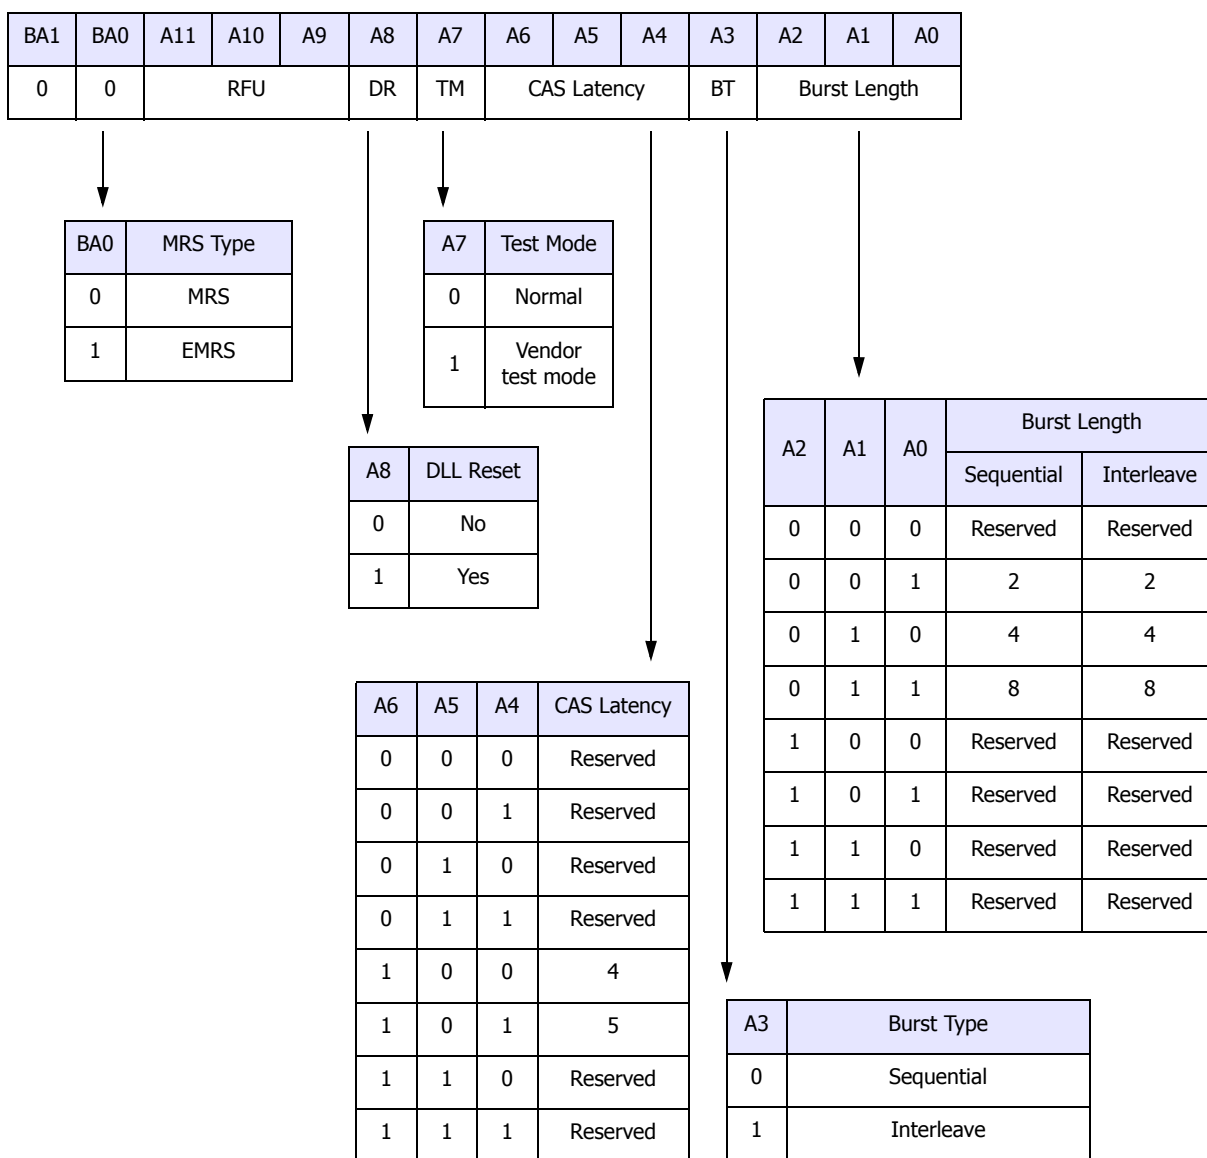 BA1 BA0 A11 A10 A9 A8 A7 A6 A5 A4 A3 A2 A1 A0
0 0 RFU DR TM CAS Latency BT Burst Length
BA0 MRS Type
0 MRS
1 EMRS
A7 Test Mode
0 Normal
1 Vendor
test mode
A8 DLL Reset
0 No
1 Yes
A2 A1 A0 Burst Length
Sequential Interleave
0 0 0 Reserved Reserved
0 0 1 2 2
0 1 0 4 4
0 1 1 8 8
1 0 0 Reserved Reserved
1 0 1 Reserved Reserved
1 1 0 Reserved Reserved
1 1 1 Reserved Reserved
A6 A5 A4 CAS Latency
0 0 0 Reserved
0 0 1 Reserved
0 1 0 Reserved
0 1 1 Reserved
1 0 0 4
1 0 1 5
1 1 0 Reserved
1 1 1 Reserved
A3 Burst Type
0 Sequential
1 Interleave